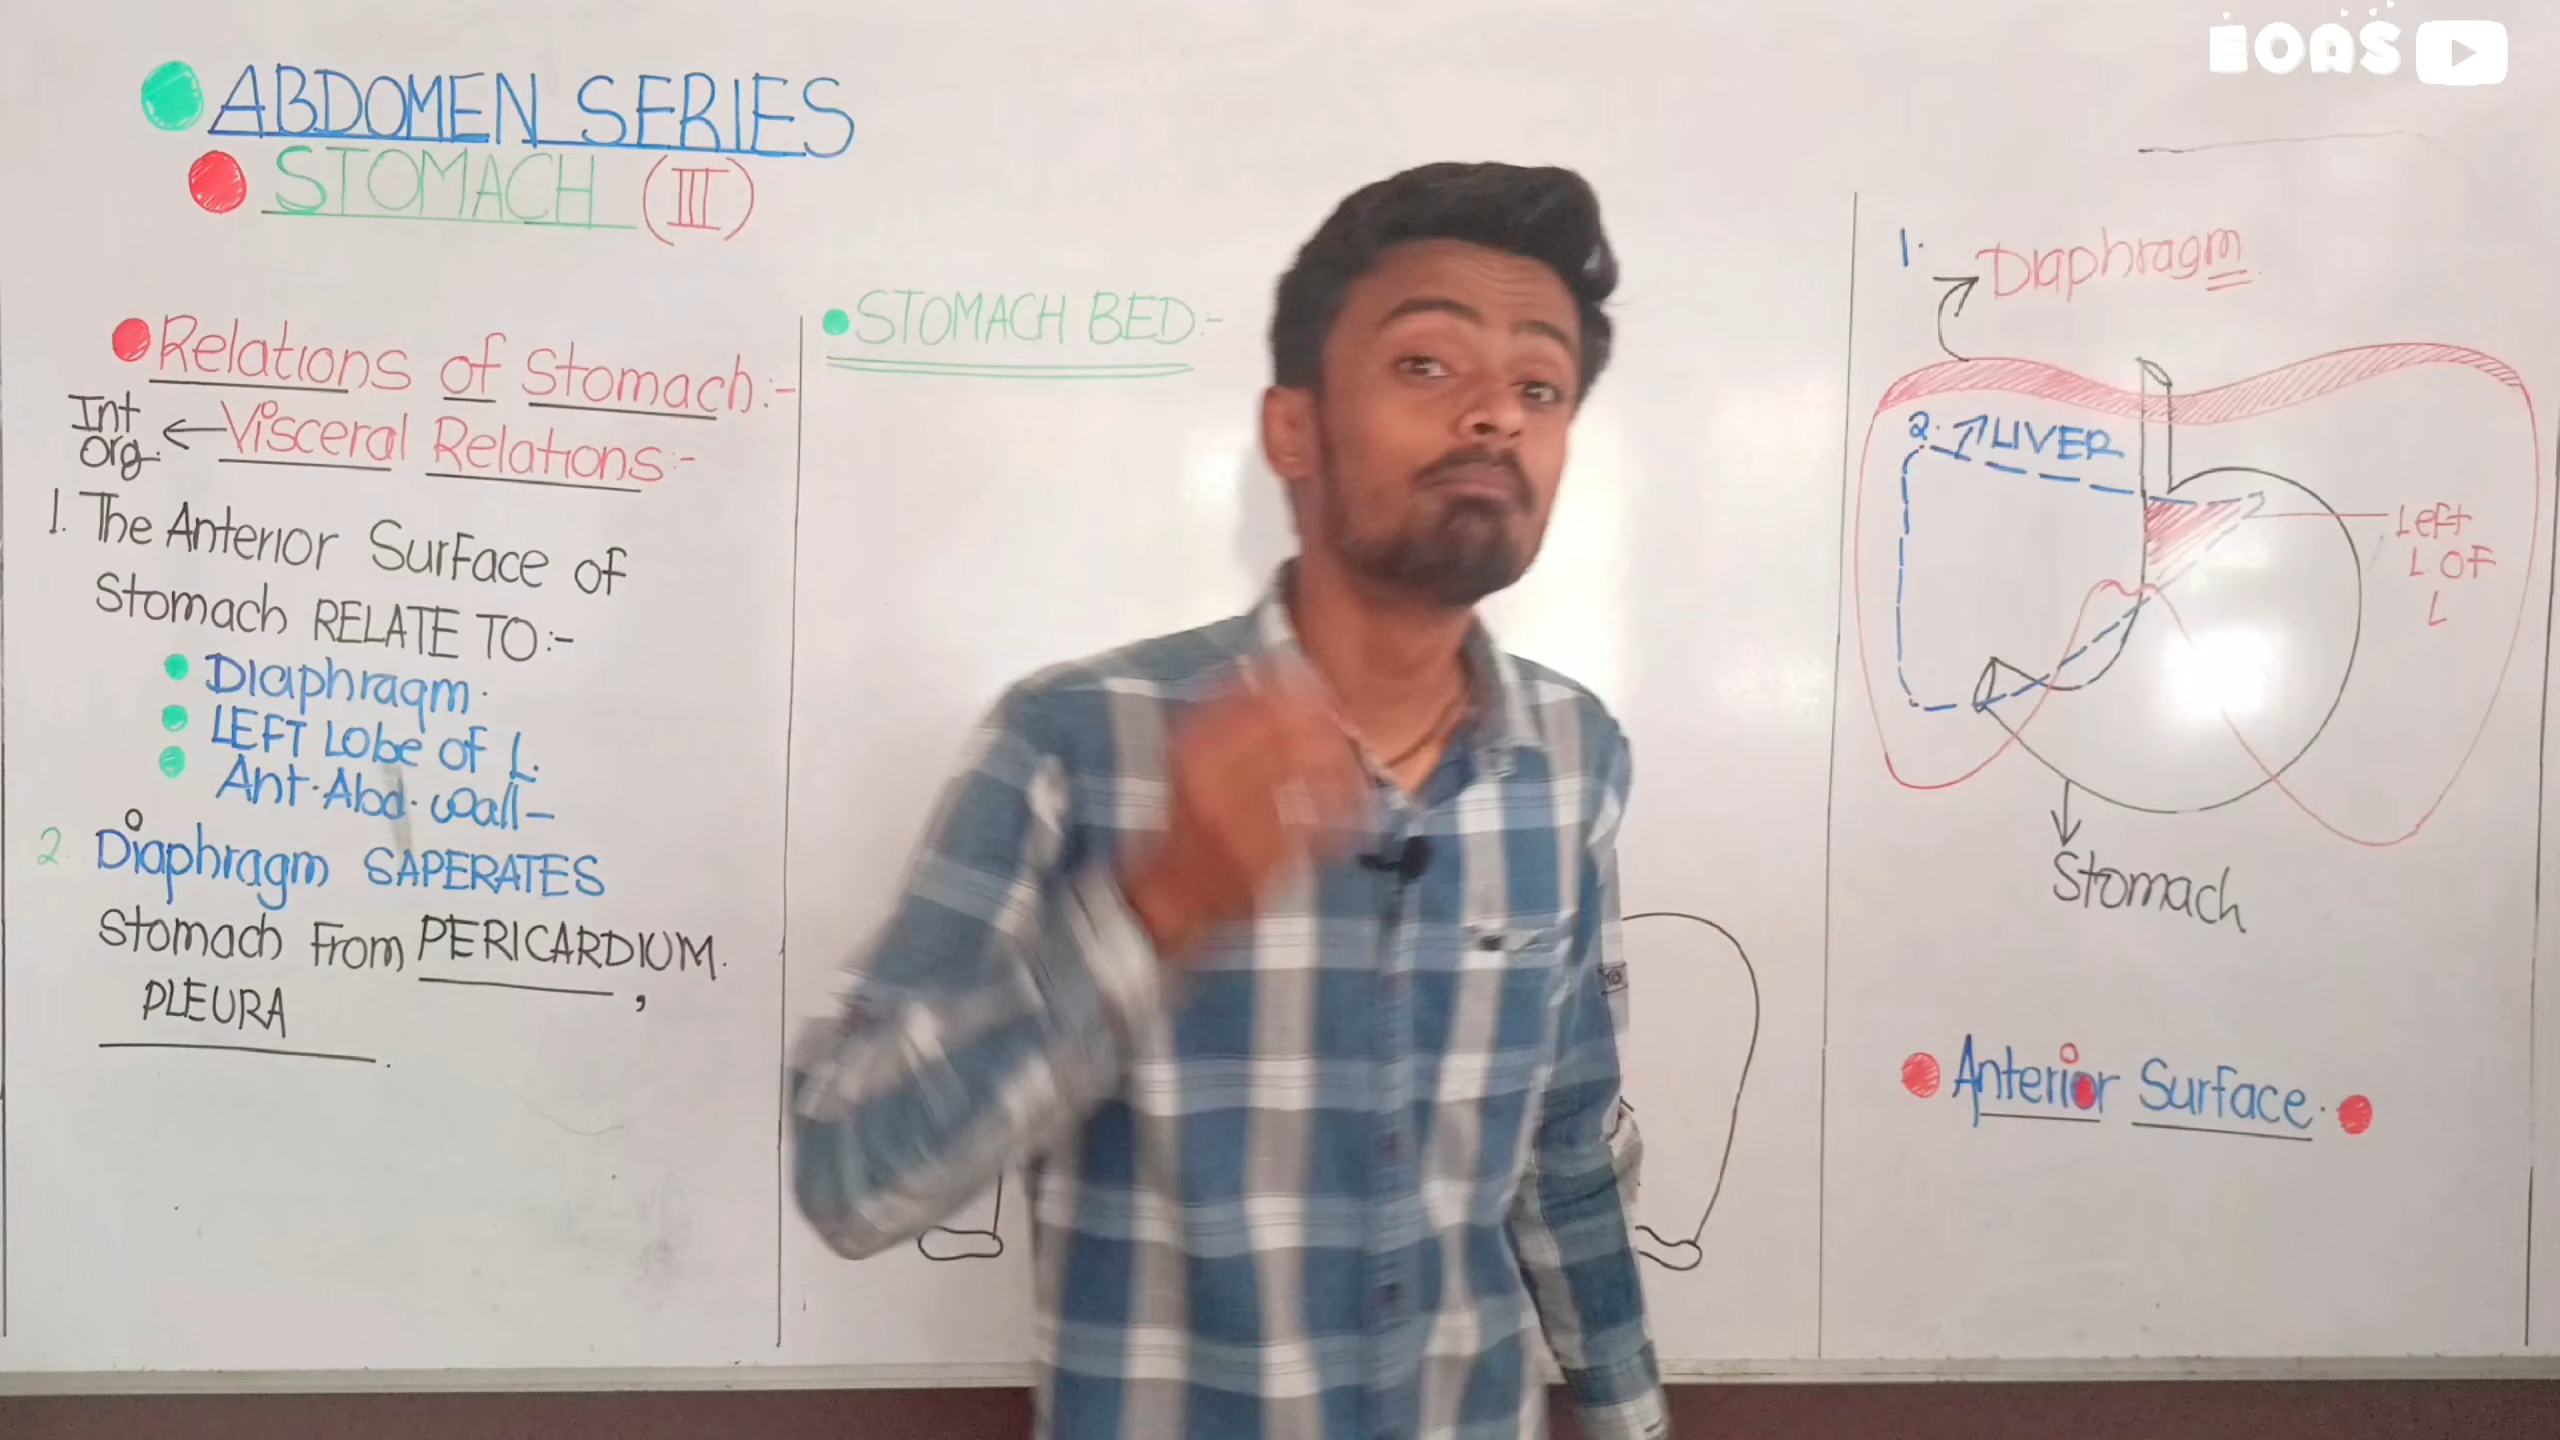 EOAS
ABDOMEN SERIES
STOMACH (III)
Relations of Stomach:-
Int
org.
←Visceral Relations:-
1. The Anterior Surface of
Stomach RELATE TO:-
Diaphragm.
LEFT Lobe of L.
Ant. Abd. wall-
2. Diaphragm SAPERATES
Stomach From PERICARDIUM.
PLEURA ,
.
STOMACH BED:-
1.
Diaphragm
2. LIVER
Left
L OF
L
Stomach
Anterior Surface.